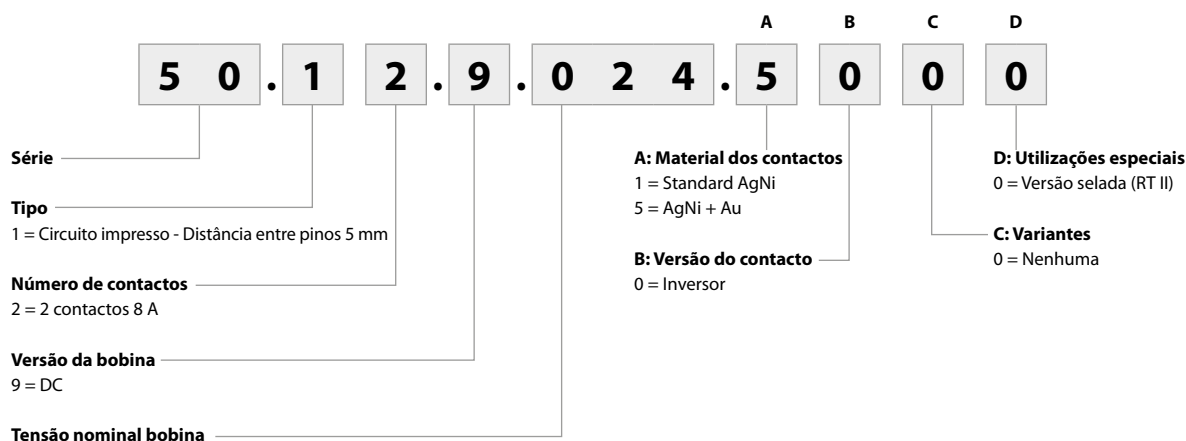 A B C D
5 0 . 1 2 . 9 . 0 2 4 . 5 0 0 0
Série
Tipo
1 = Circuito impresso - Distância entre pinos 5 mm
Número de contactos
2 = 2 contactos 8 A
Versão da bobina
9 = DC
Tensão nominal bobina
A: Material dos contactos
1 = Standard AgNi
5 = AgNi + Au
B: Versão do contacto
0 = Inversor
D: Utilizações especiais
0 = Versão selada (RT II)
C: Variantes
0 = Nenhuma